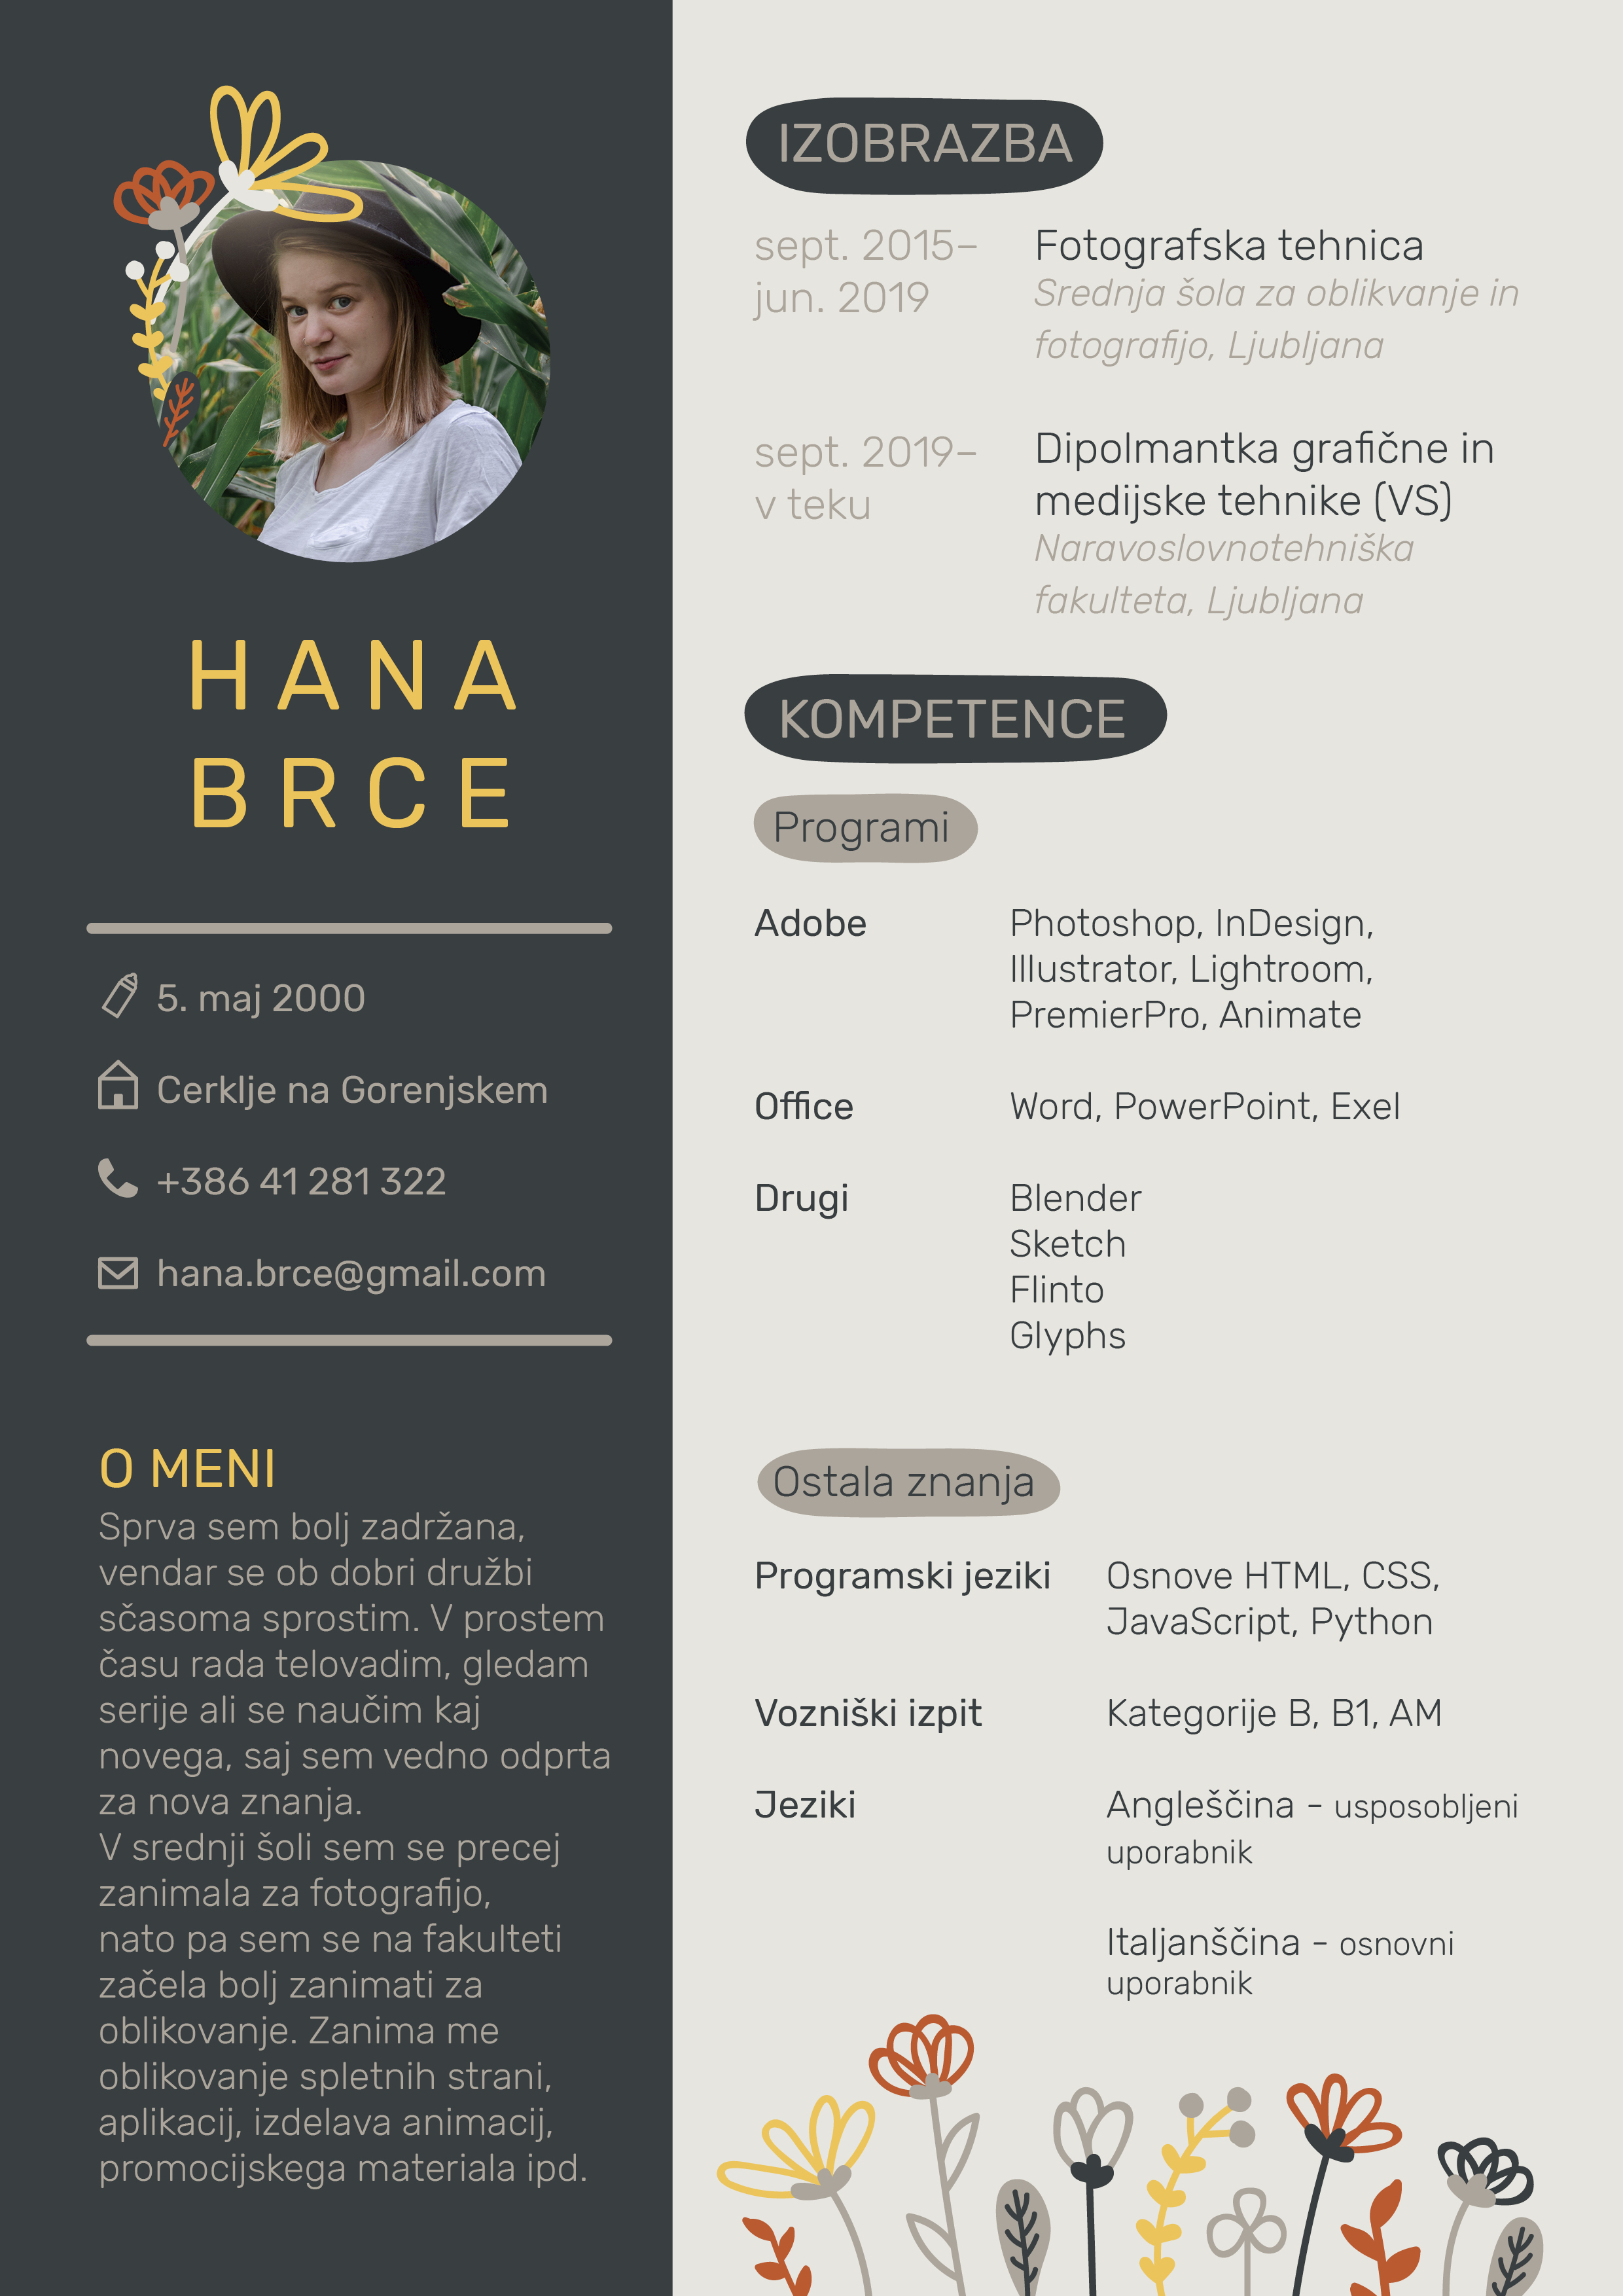 HANA
BRCE
5. maj 2000
Cerklje na Gorenjskem
+386 41 281 322
hana.brce@gmail.com
O MENI
Sprva sem bolj zadržana,
vendar se ob dobri družbi
sčasoma sprostim. V prostem
času rada telovadim, gledam
serije ali se naučim kaj
novega, saj sem vedno odprta
za nova znanja.
V srednji šoli sem se precej
zanimala za fotografijo,
nato pa sem se na fakulteti
začela bolj zanimati za
oblikovanje. Zanima me
oblikovanje spletnih strani,
aplikacij, izdelava animacij,
promocijskega materiala ipd.
IZOBRAZBA
sept. 2015–
jun. 2019
Fotografska tehnica
Srednja šola za oblikvanje in
fotografijo, Ljubljana
sept. 2019–
v teku
Dipolmantka grafične in
medijske tehnike (VS)
Naravoslovnotehniška
fakulteta, Ljubljana
KOMPETENCE
Programi
Adobe
Photoshop, InDesign,
Illustrator, Lightroom,
PremierPro, Animate
Office
Word, PowerPoint, Exel
Drugi
Blender
Sketch
Flinto
Glyphs
Ostala znanja
Programski jeziki
Osnove HTML, CSS,
JavaScript, Python
Vozniški izpit
Kategorije B, B1, AM
Jeziki
Angleščina - usposobljeni
uporabnik
Italjanščina - osnovni
uporabnik